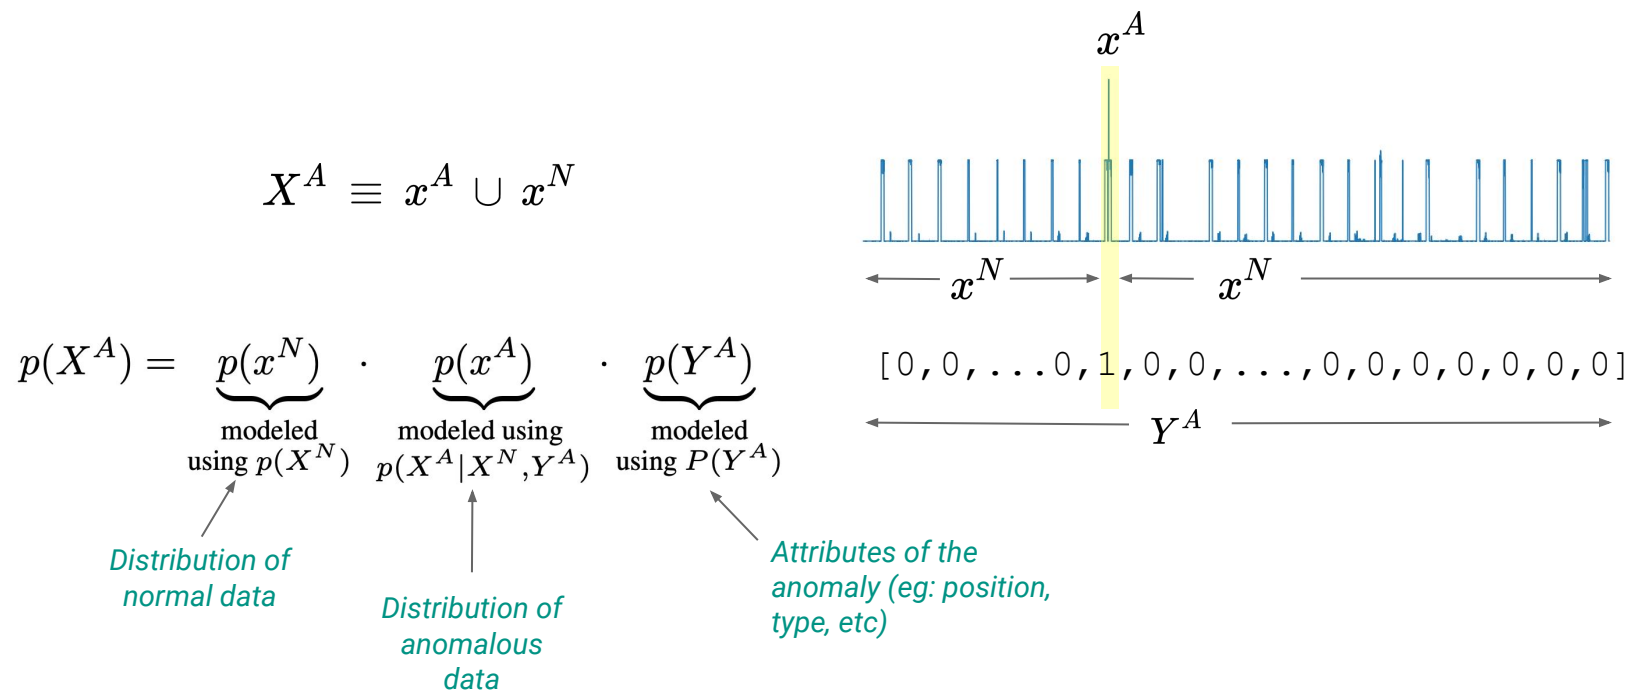 x^A
X^A ≡ x^A ∪ x^N
x^N x^N
p(X^A) = p(x^N) · p(x^A) · p(Y^A)
[0,0,...0,1,0,0,...,0,0,0,0,0,0,0]
Y^A
modeled
using p(X^N)
modeled using
p(X^A|X^N,Y^A)
modeled
using P(Y^A)
Distribution of
normal data
Distribution of
anomalous
data
Attributes of the
anomaly (eg: position,
type, etc)